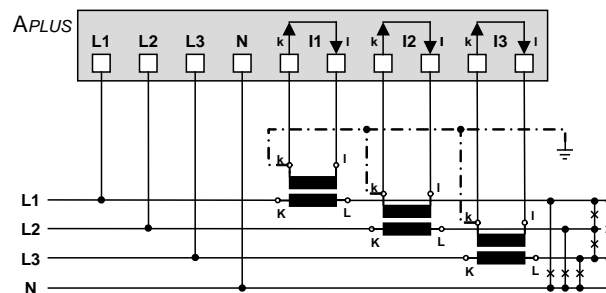 APLUS
L1 L2 L3 N k I1 l k I2 l k I3 l
k l
L1 K L k l
L2 K L k l
L3 K L
N